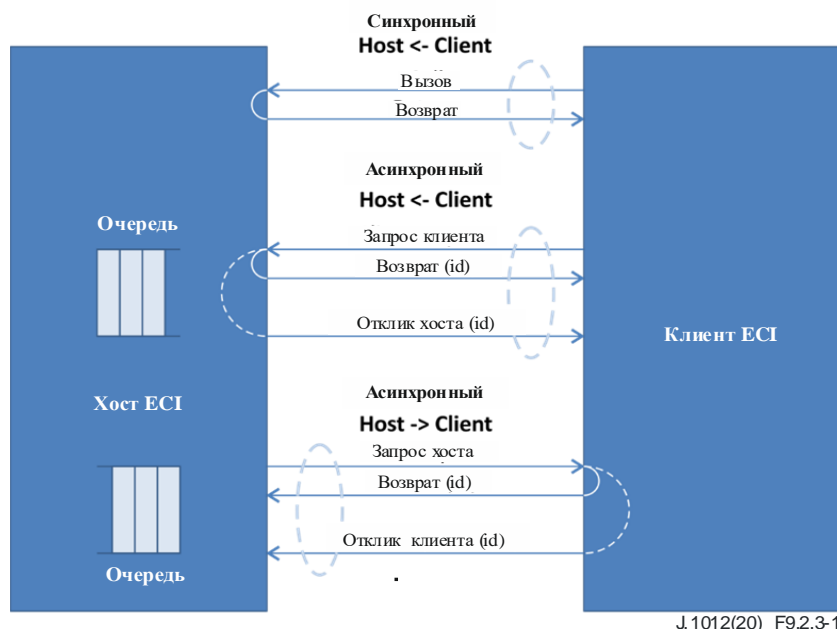 Синхронный
Host <- Client
Вызов
Возврат
Асинхронный
Host <- Client
Очередь
Запрос клиента
Возврат (id)
Отклик хоста (id)
Клиент ECI
Асинхронный
Хост ECI
Host -> Client
Запрос хоста
Возврат (id)
Отклик клиента (id)
Очередь
.
J.1012(20)_F9.2.3-1